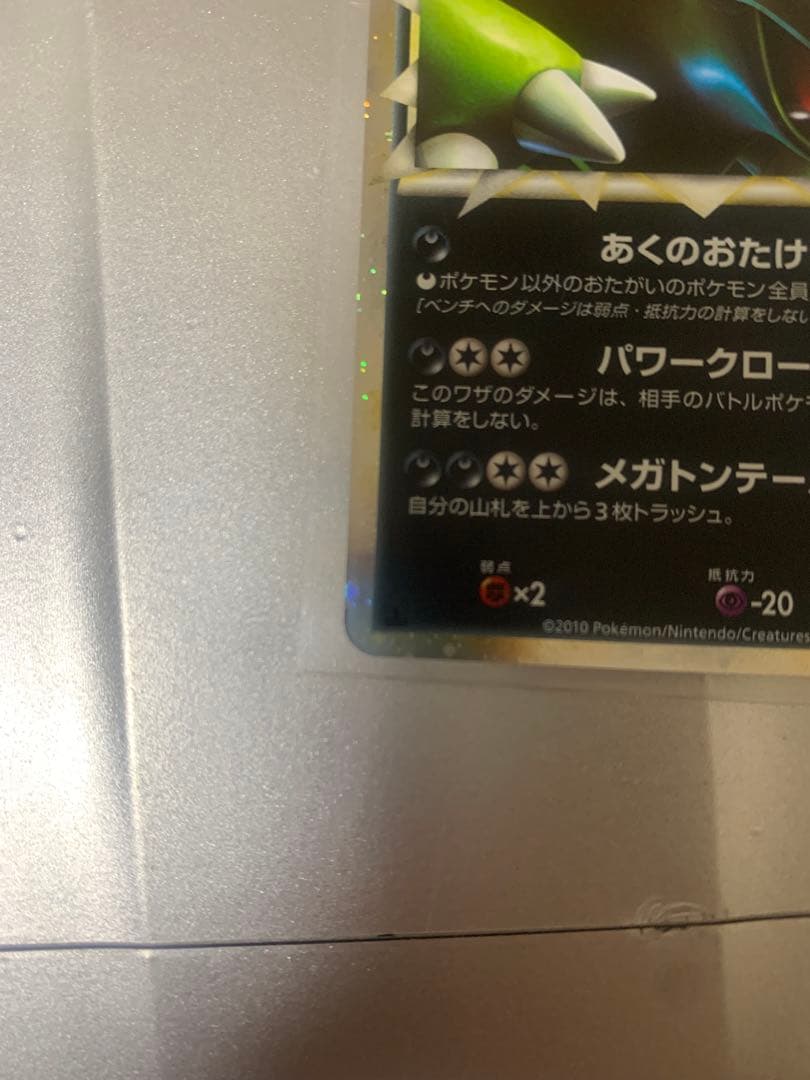 あくのおたけ
ポケモン以外のおたがいのポケモン全員
[ベンチへのダメージは弱点・抵抗力の計算をしない
パワークロー
このワザのダメージは、相手のバトルポケモ
計算をしない。
メガトンテー
自分の山札を上から3枚トラッシュ。
弱点 抵抗力
×2 -20
©2010 Pokémon/Nintendo/Creatures